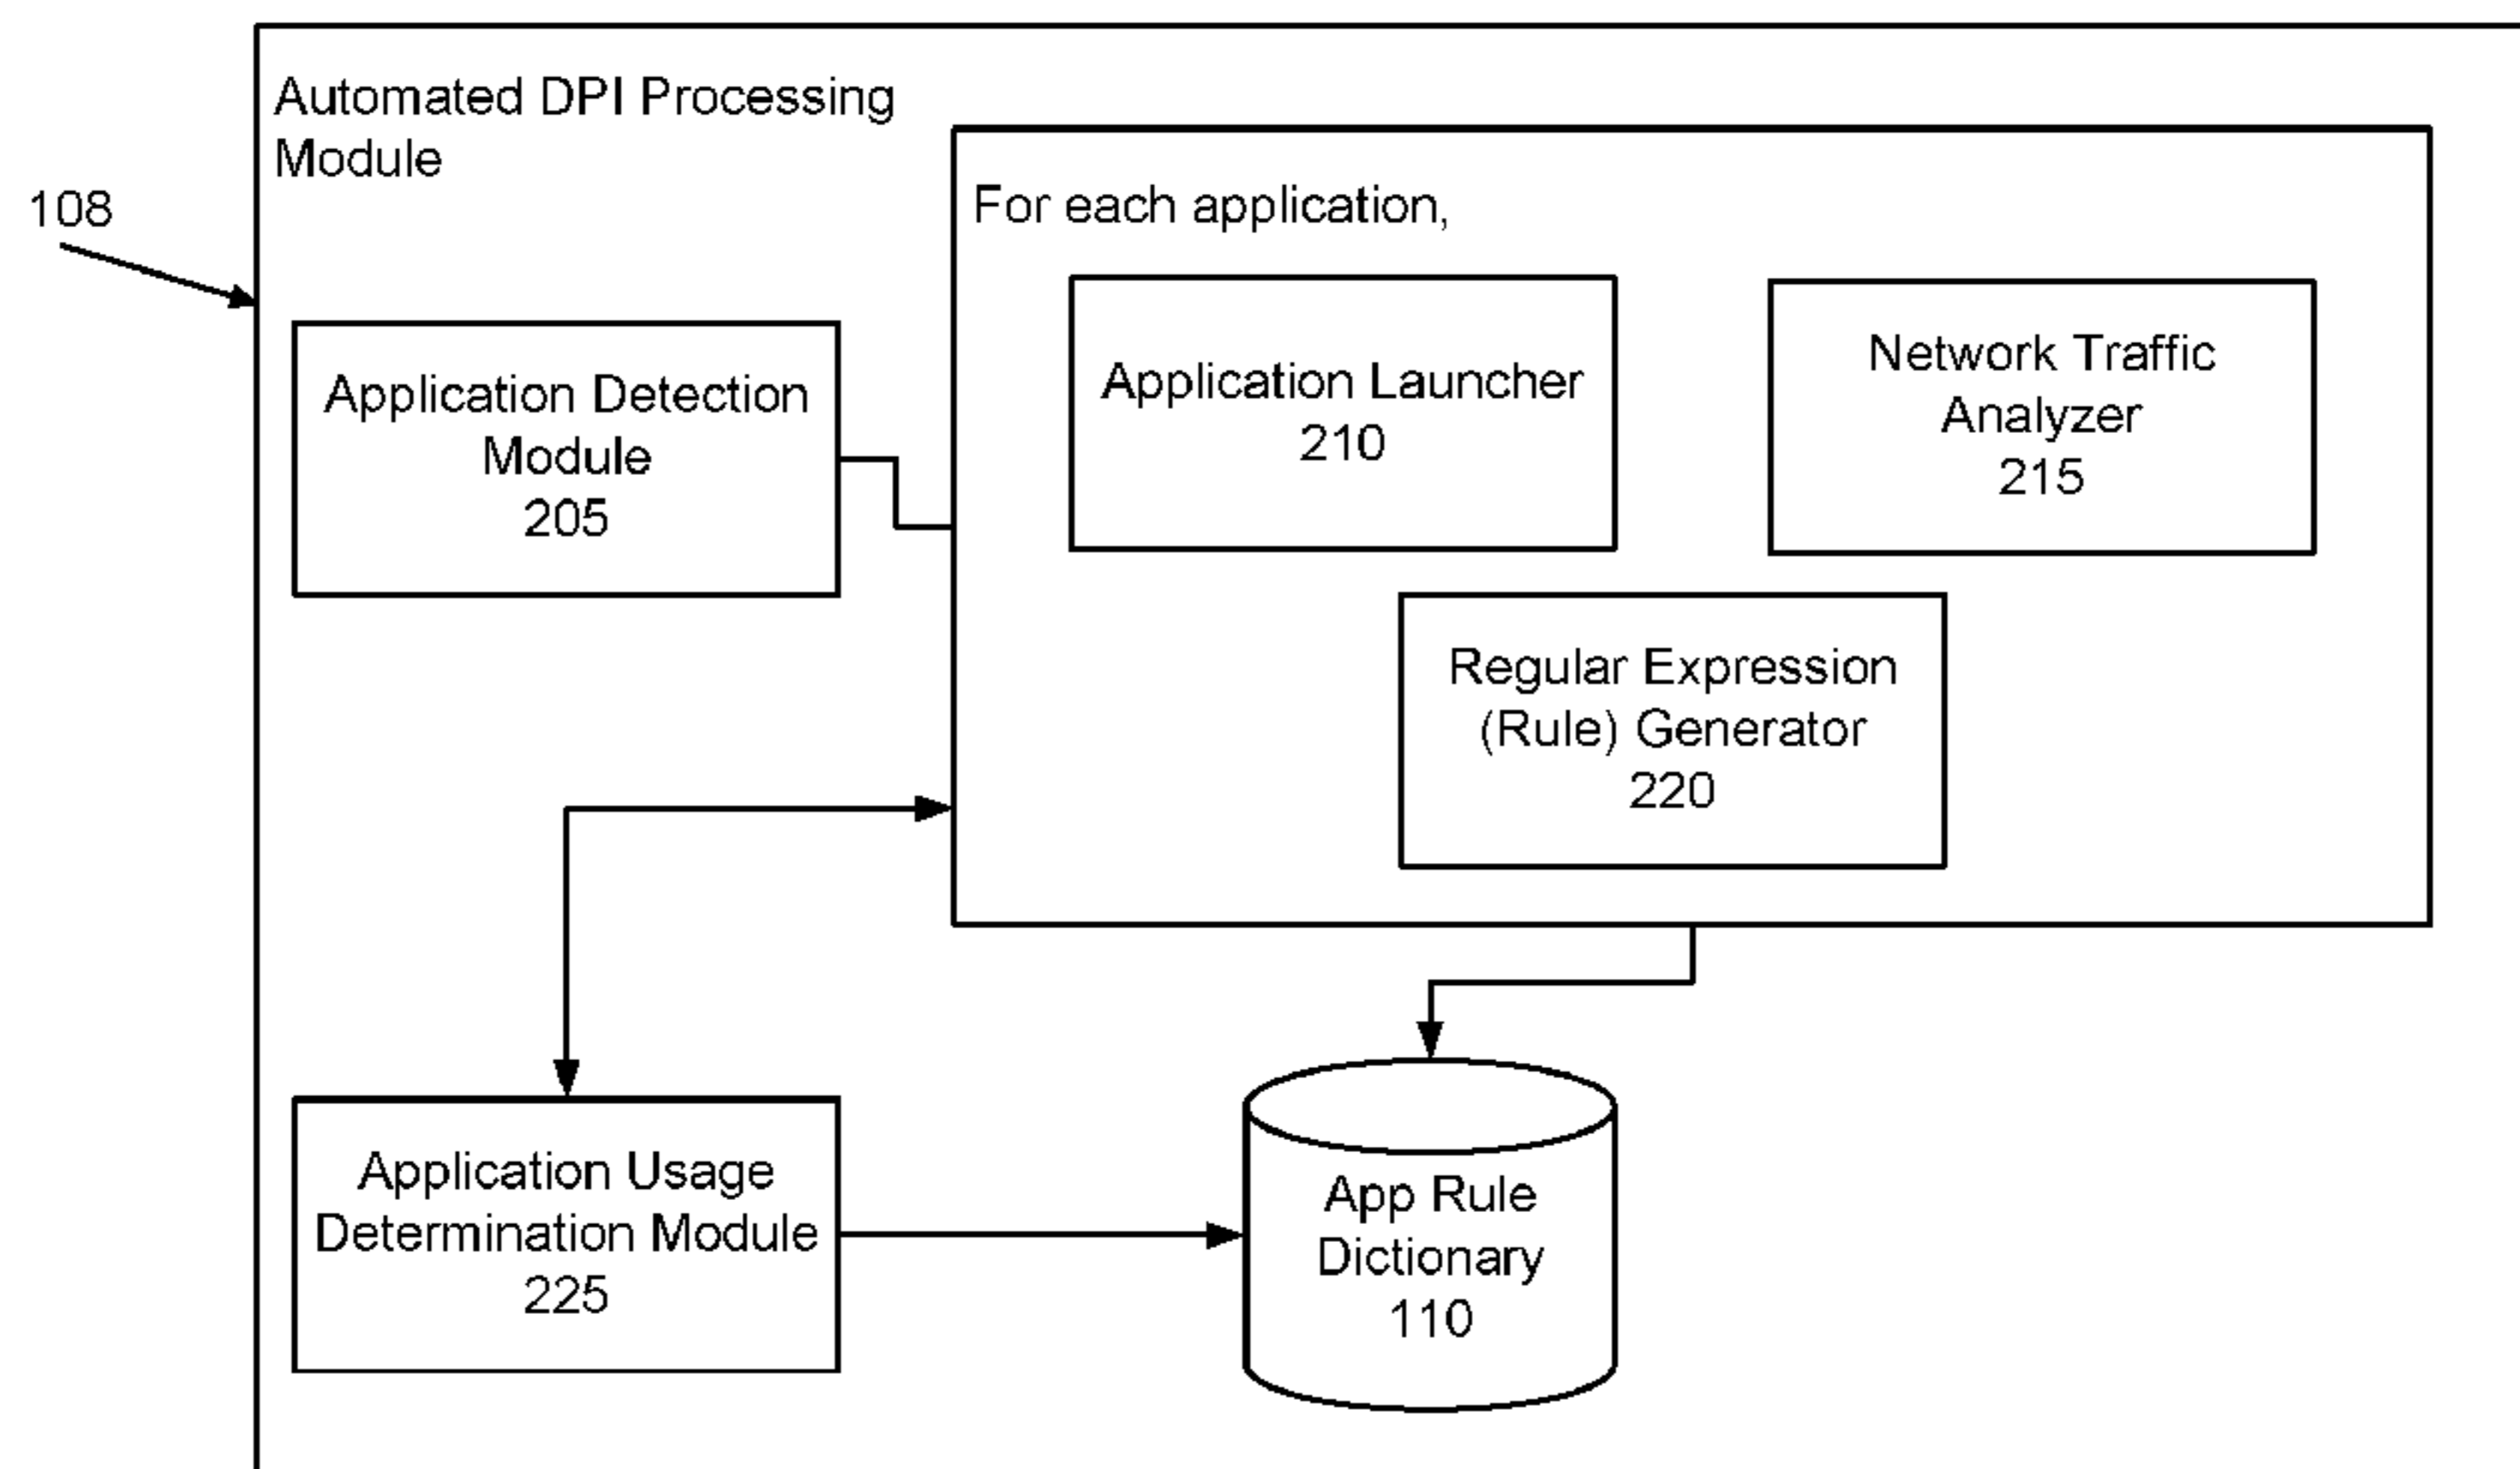 Automated DPI Processing
Module
108
For each application,
Application Detection
Module
205
Application Launcher
210
Network Traffic
Analyzer
215
Regular Expression
(Rule) Generator
220
Application Usage
Determination Module
225
App Rule
Dictionary
110